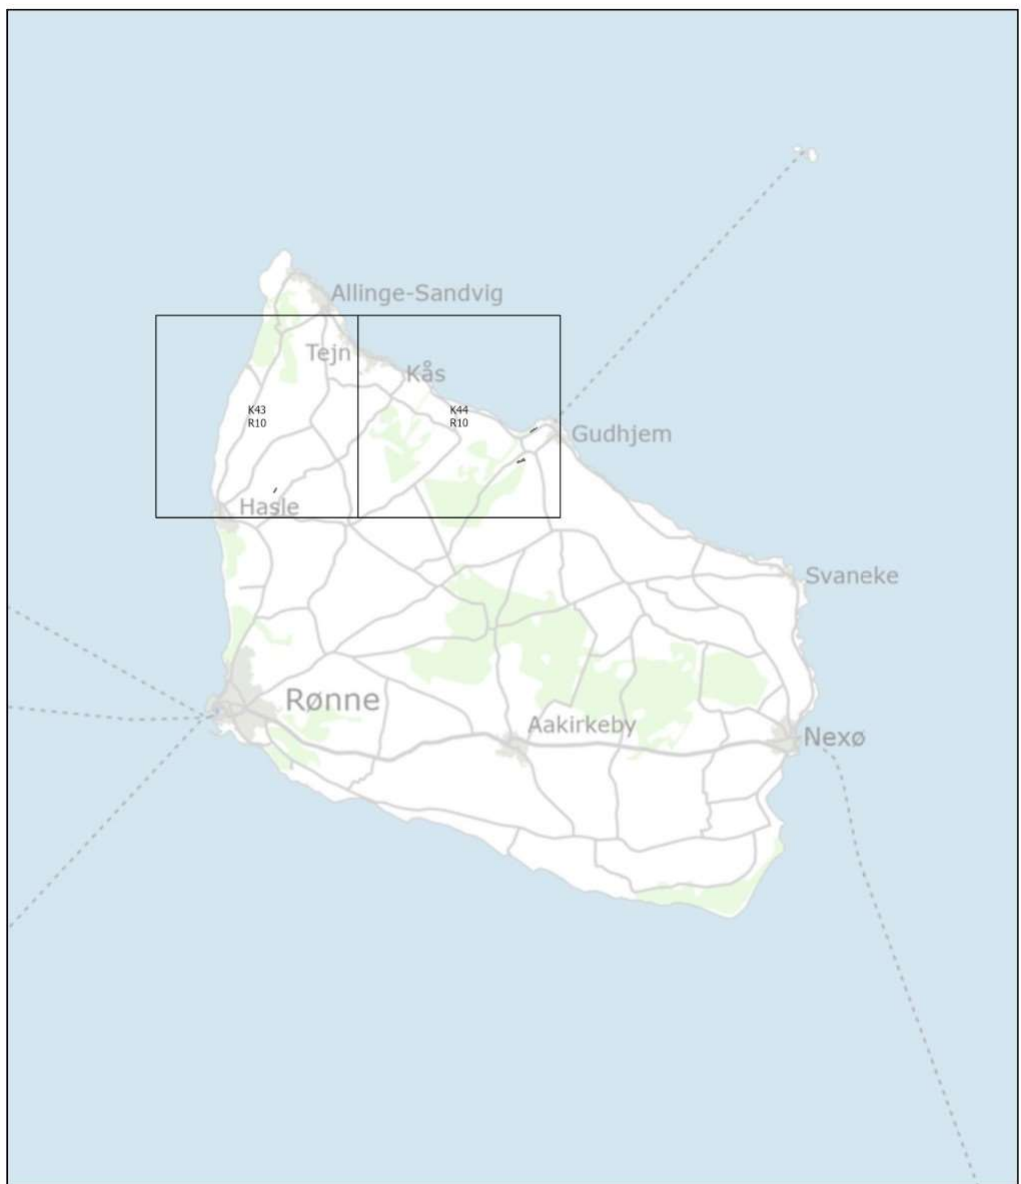 Allinge-Sandvig
Tejn
Kås
K43
R10
K44
R10
Gudhjem
Hasle
Svaneke
Rønne
Aakirkeby
Nexø